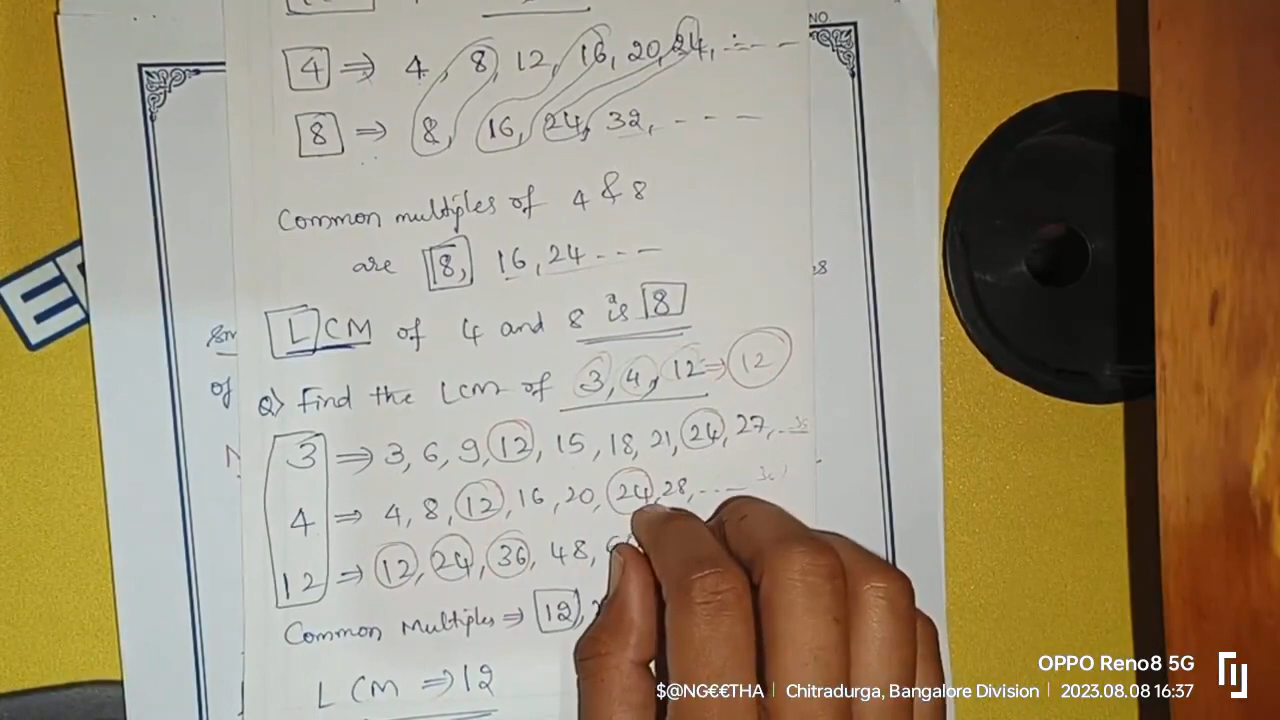 NO
4 ⇒ 4, 8, 12, 16, 20, 24, ----
8 ⇒ 8, 16, 24, 32, ----
Common multiples of 4 & 8
are 8, 16, 24 ---
28
LCM of 4 and 8 is 8
of
Q) Find the LCM of 3, 4, 12 ⇒ 12
3 ⇒ 3, 6, 9, 12, 15, 18, 21, 24, 27, ---
4 ⇒ 4, 8, 12, 16, 20, 24, 28, ----
12 ⇒ 12, 24, 36, 48,
Common Multiples ⇒ 12,
LCM ⇒ 12
OPPO Reno8 5G
$@NG€€THA | Chitradurga, Bangalore Division | 2023.08.08 16:37